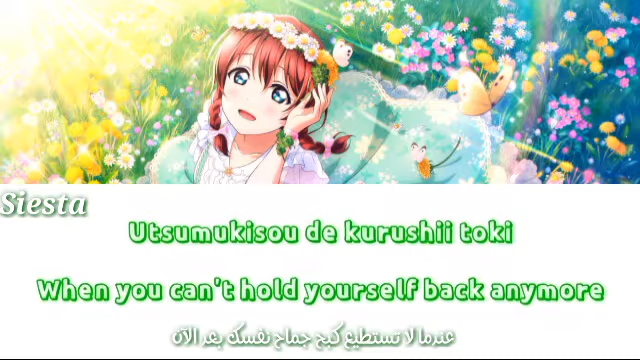 Siesta
Utsumukisou de kurushii toki
When you can't hold yourself back anymore
عندما لا تستطيع كبح جماح نفسك بعد الآن